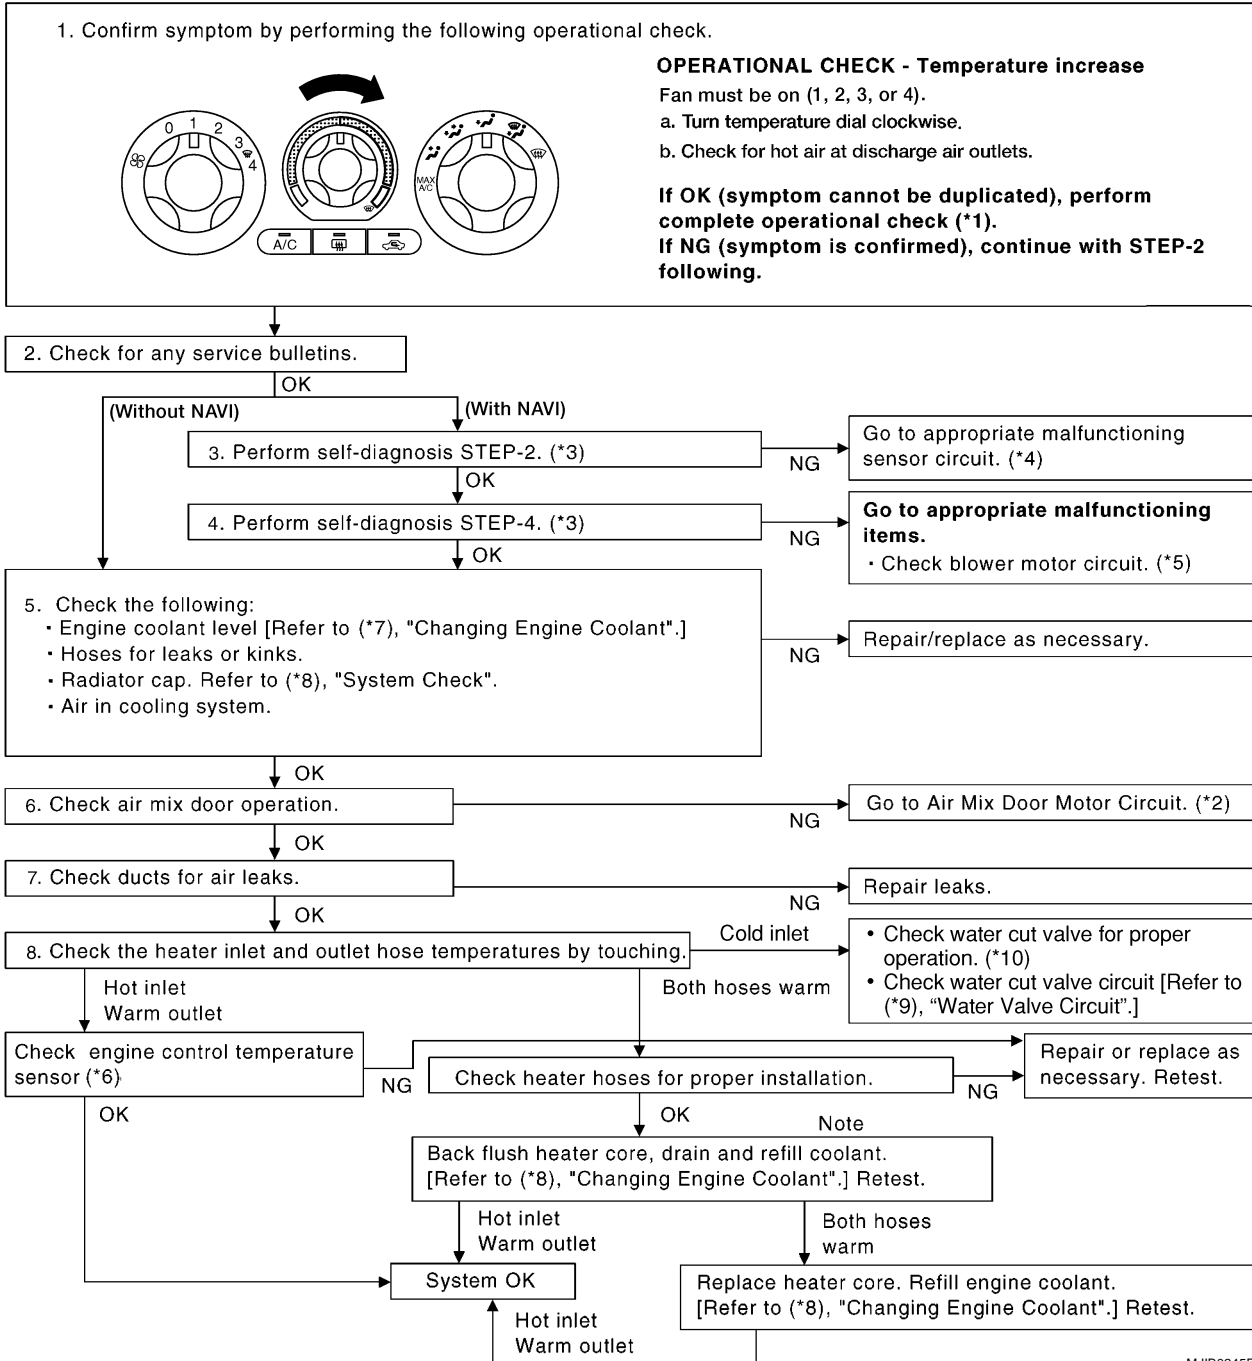 1. Confirm symptom by performing the following operational check.
OPERATIONAL CHECK - Temperature increase
Fan must be on (1, 2, 3, or 4).
a. Turn temperature dial clockwise.
b. Check for hot air at discharge air outlets.
If OK (symptom cannot be duplicated), perform
complete operational check (*1).
If NG (symptom is confirmed), continue with STEP-2
following.
0 1 2 3 4
MAX
A/C
A/C
2. Check for any service bulletins.
OK
(Without NAVI)
(With NAVI)
3. Perform self-diagnosis STEP-2. (*3)
NG
Go to appropriate malfunctioning
sensor circuit. (*4)
OK
4. Perform self-diagnosis STEP-4. (*3)
NG
Go to appropriate malfunctioning
items.
· Check blower motor circuit. (*5)
OK
5. Check the following:
· Engine coolant level [Refer to (*7), "Changing Engine Coolant".]
· Hoses for leaks or kinks.
· Radiator cap. Refer to (*8), "System Check".
· Air in cooling system.
NG
Repair/replace as necessary.
OK
6. Check air mix door operation.
NG
Go to Air Mix Door Motor Circuit. (*2)
OK
7. Check ducts for air leaks.
NG
Repair leaks.
OK
8. Check the heater inlet and outlet hose temperatures by touching.
Cold inlet
• Check water cut valve for proper
operation. (*10)
• Check water cut valve circuit [Refer to
(*9), “Water Valve Circuit”.]
Hot inlet
Warm outlet
Both hoses warm
Check engine control temperature
sensor (*6)
NG
Check heater hoses for proper installation.
NG
Repair or replace as
necessary. Retest.
OK
OK
Note
Back flush heater core, drain and refill coolant.
[Refer to (*8), "Changing Engine Coolant".] Retest.
Hot inlet
Warm outlet
Both hoses
warm
System OK
Replace heater core. Refill engine coolant.
[Refer to (*8), "Changing Engine Coolant".] Retest.
Hot inlet
Warm outlet